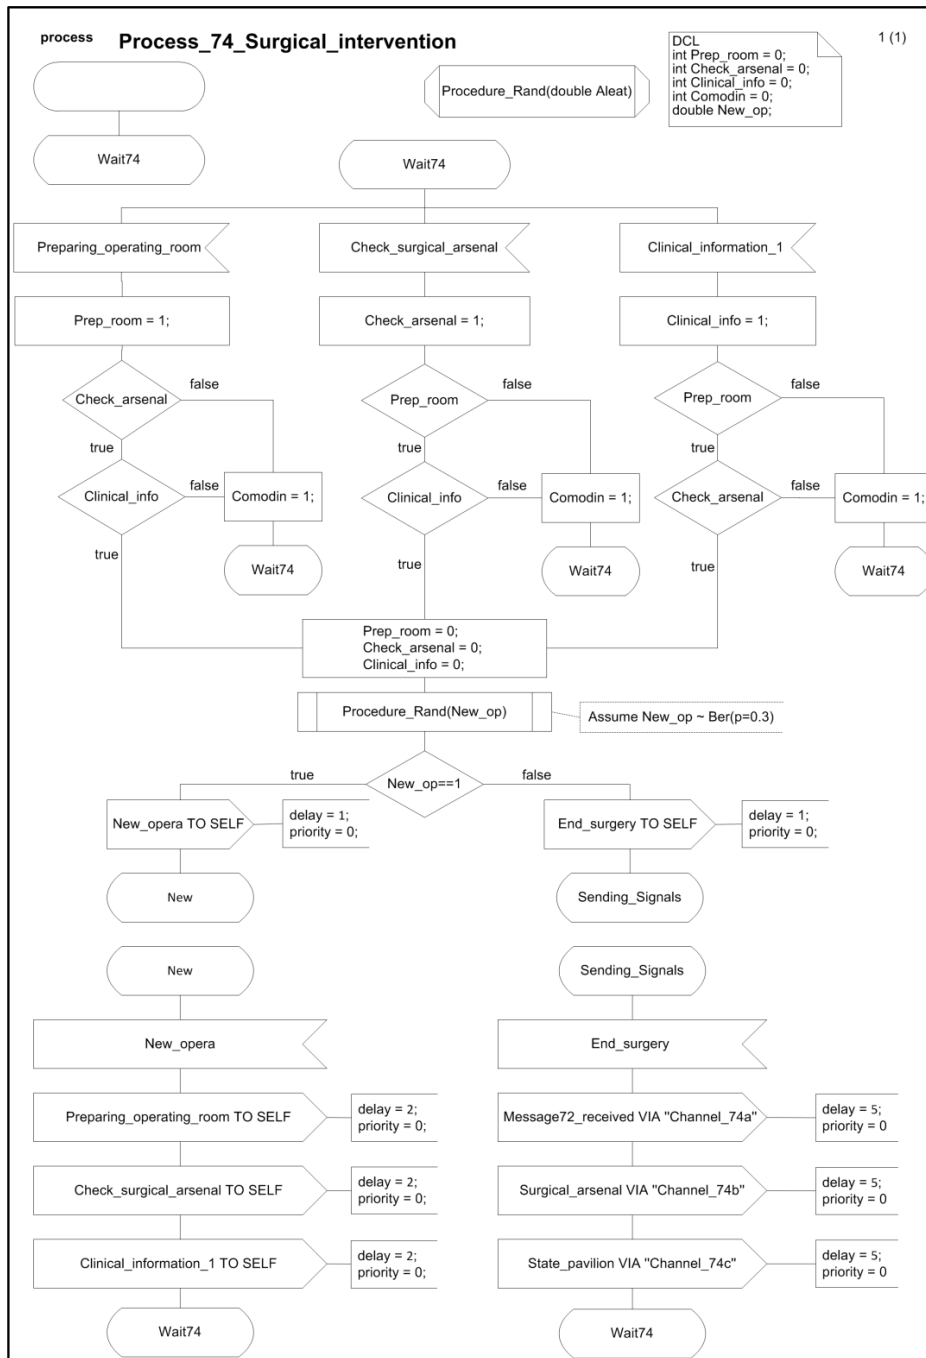 process Process_74_Surgical_intervention
1 (1)
DCL
int Prep_room = 0;
int Check_arsenal = 0;
int Clinical_info = 0;
int Comodin = 0;
double New_op;
Procedure_Rand(double Aleat)
Wait74
Wait74
Preparing_operating_room
Check_surgical_arsenal
Clinical_information_1
Prep_room = 1;
Check_arsenal = 1;
Clinical_info = 1;
Check_arsenal
false
Prep_room
false
Prep_room
false
true
true
true
Clinical_info
false
Comodin = 1;
Clinical_info
false
Comodin = 1;
Check_arsenal
false
Comodin = 1;
true
true
true
Wait74
Wait74
Wait74
Prep_room = 0;
Check_arsenal = 0;
Clinical_info = 0;
Procedure_Rand(New_op)
Assume New_op ~ Ber(p=0.3)
true
New_op==1
false
New_opera TO SELF
delay = 1;
priority = 0;
End_surgery TO SELF
delay = 1;
priority = 0;
New
Sending_Signals
New
Sending_Signals
New_opera
End_surgery
Preparing_operating_room TO SELF
delay = 2;
priority = 0;
Message72_received VIA "Channel_74a"
delay = 5;
priority = 0
Check_surgical_arsenal TO SELF
delay = 2;
priority = 0;
Surgical_arsenal VIA "Channel_74b"
delay = 5;
priority = 0
Clinical_information_1 TO SELF
delay = 2;
priority = 0;
State_pavilion VIA "Channel_74c"
delay = 5;
priority = 0
Wait74
Wait74